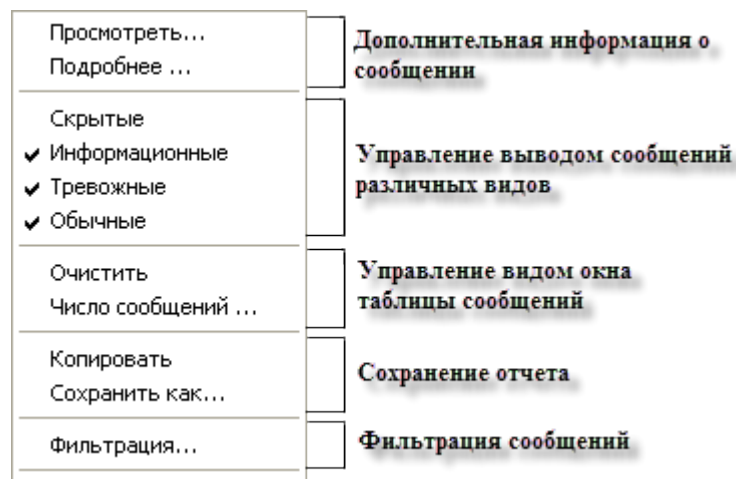 Просмотреть...
Подробнее ...
Дополнительная информация о
сообщении
Скрытые
Информационные
Тревожные
Обычные
Управление выводом сообщений
различных видов
Очистить
Число сообщений ...
Управление видом окна
таблицы сообщений
Копировать
Сохранить как...
Сохранение отчета
Фильтрация...
Фильтрация сообщений